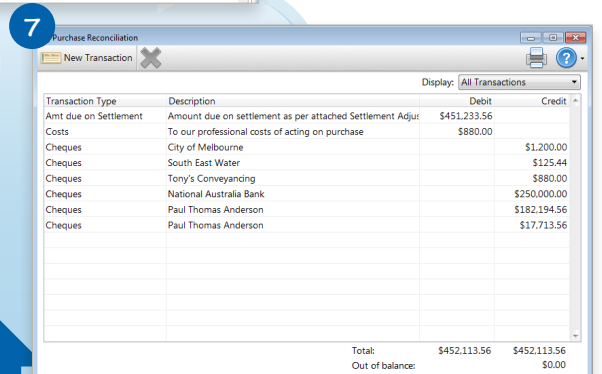 7
Purchase Reconciliation
New Transaction
Display: All Transactions
Transaction Type Description Debit Credit
Amt due on Settlement Amount due on settlement as per attached Settlement Adjus $451,233.56
Costs To our professional costs of acting on purchase $880.00
Cheques City of Melbourne $1,200.00
Cheques South East Water $125.44
Cheques Tony's Conveyancing $880.00
Cheques National Australia Bank $250,000.00
Cheques Paul Thomas Anderson $182,194.56
Cheques Paul Thomas Anderson $17,713.56
Total: $452,113.56 $452,113.56
Out of balance: $0.00